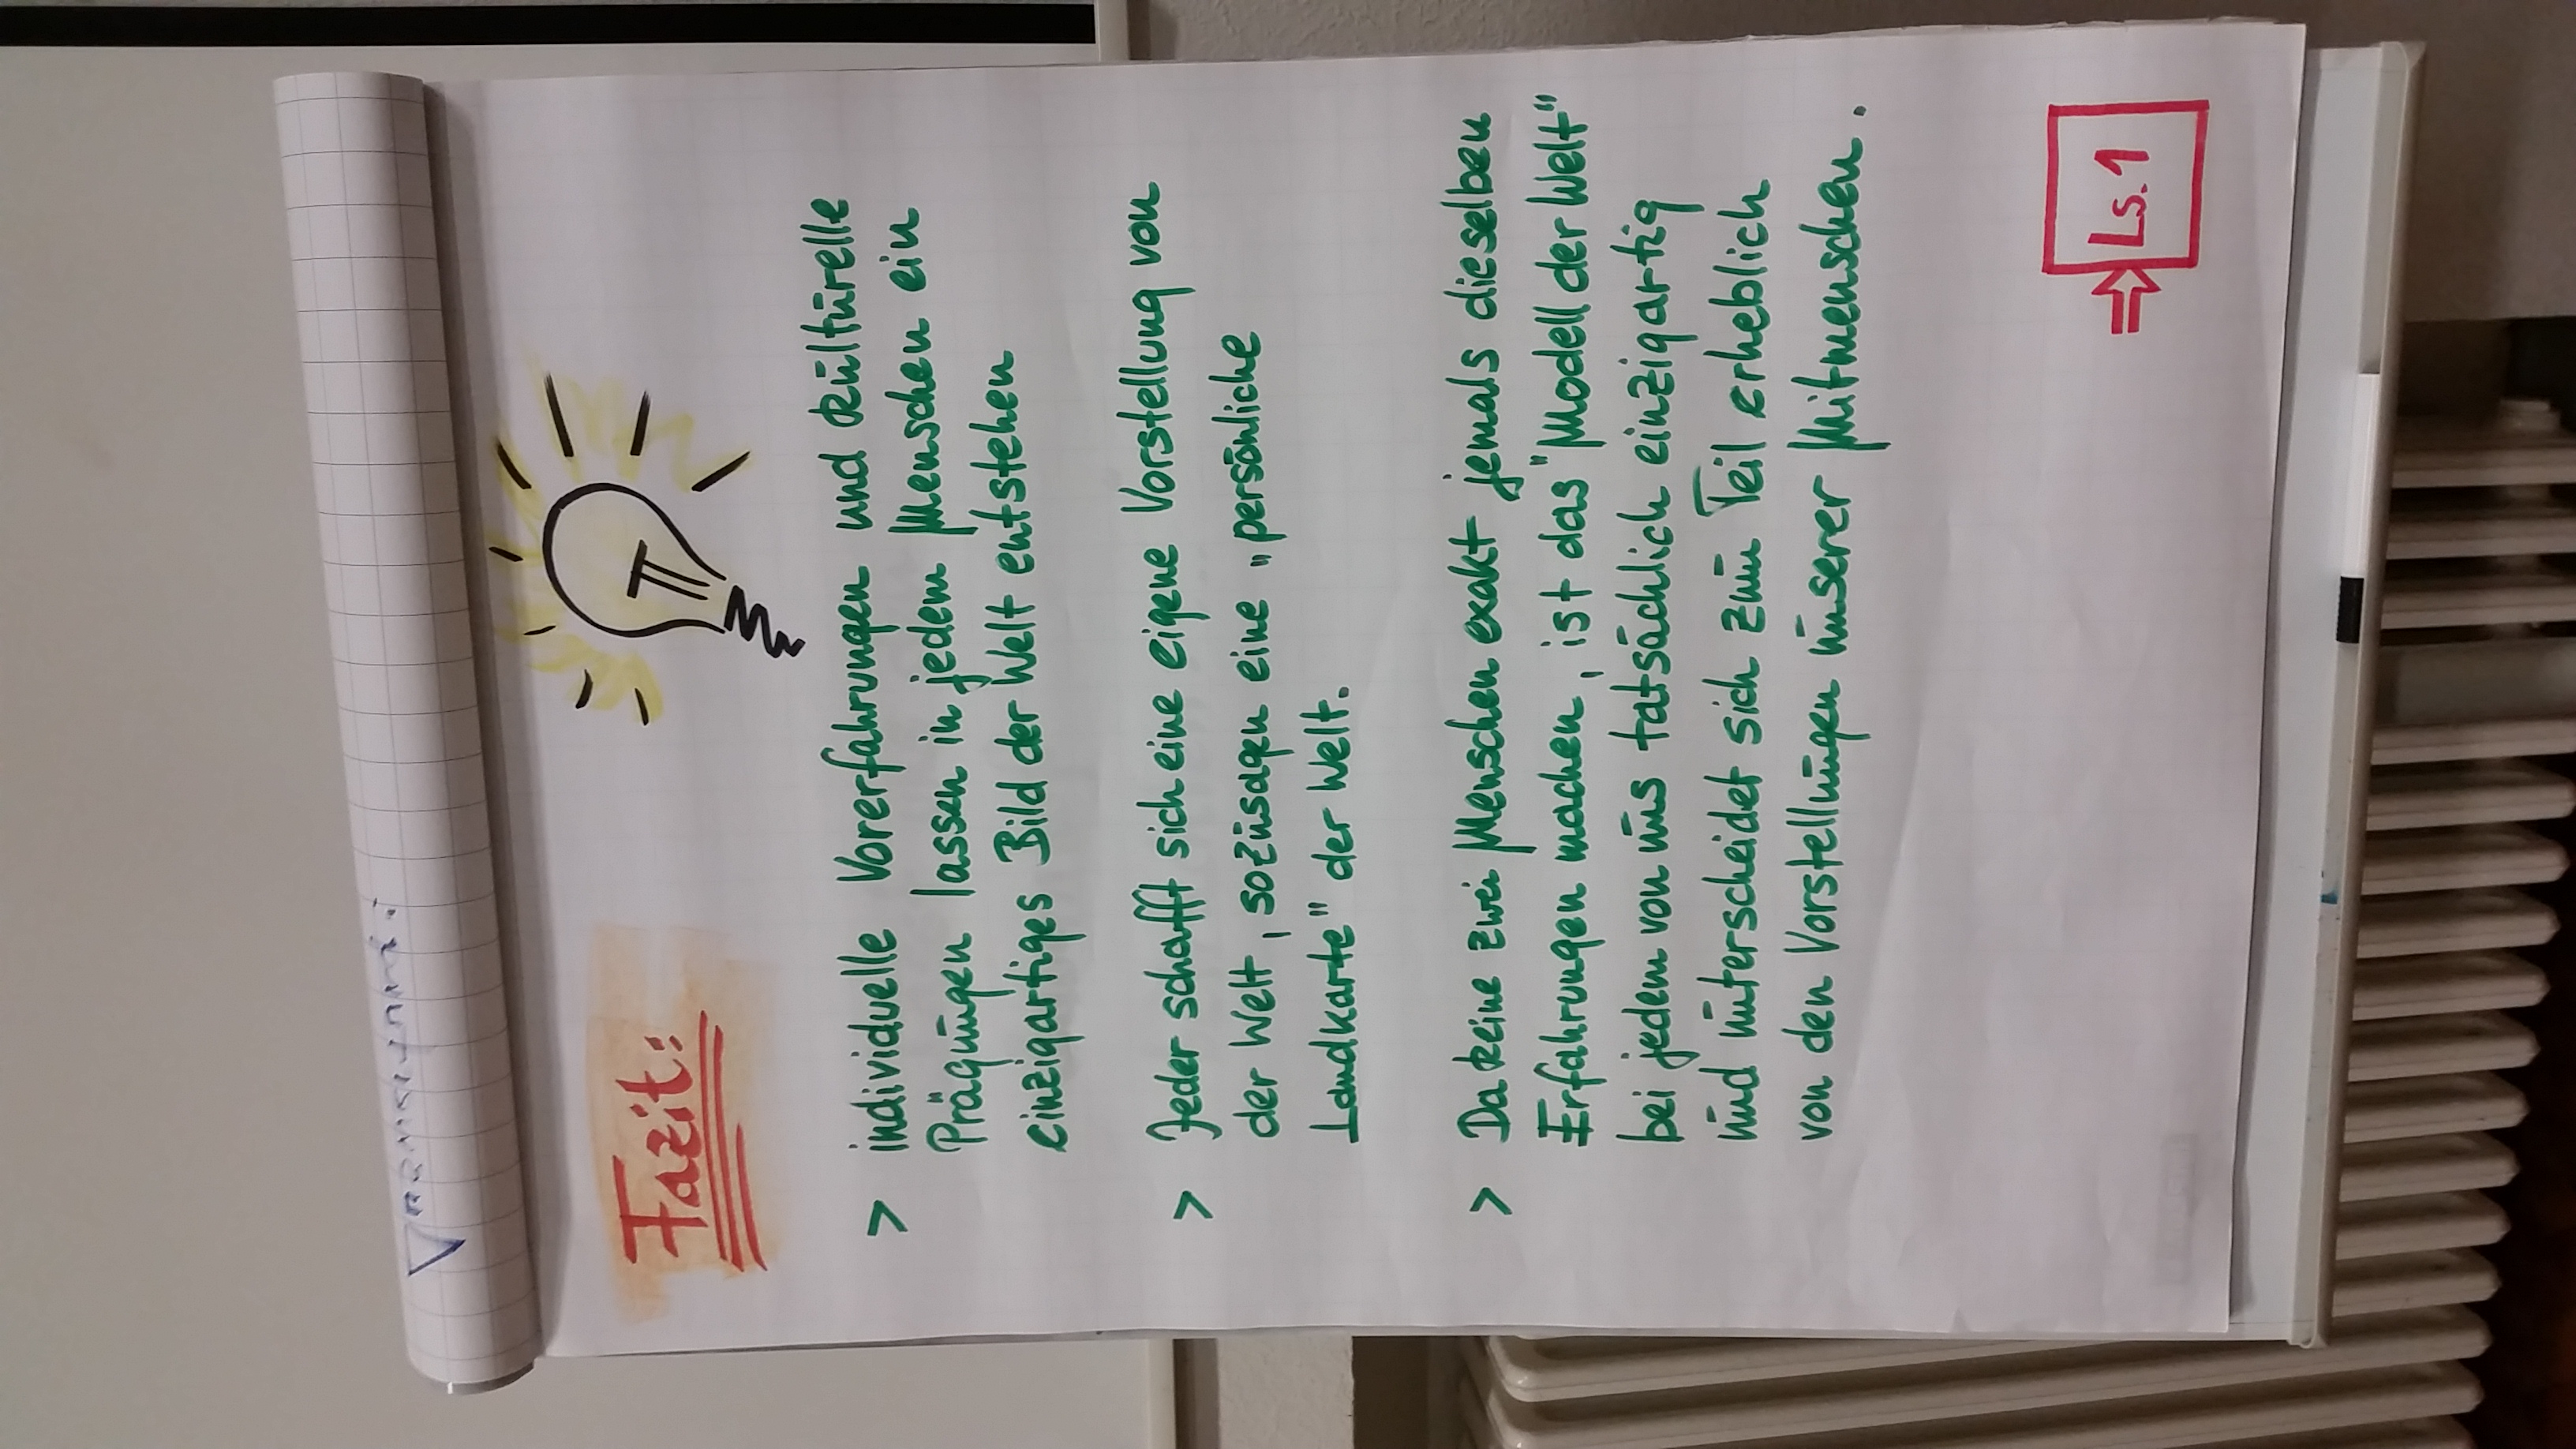 Fazit:
> individuelle Vorerfahrungen und kulturelle
Prägungen lassen in jedem Menschen ein
einzigartiges Bild der Welt entstehen
> Jeder schafft sich eine eigene Vorstellung von
der Welt, sozusagen eine „persönliche
Landkarte" der Welt.
> Da keine zwei Menschen exakt jemals dieselben
Erfahrungen machen, ist das "Modell der Welt"
bei jedem von uns tatsächlich einzigartig
und unterscheidet sich zum Teil erheblich
von den Vorstellungen unserer Mitmenschen.
⇒ Ls. 1